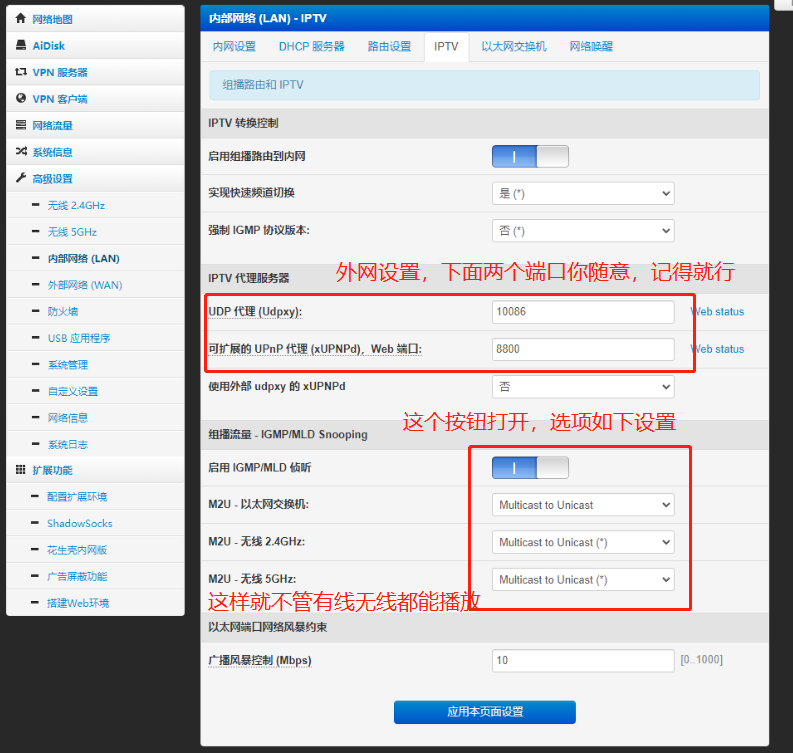 网络地图
AiDisk
VPN 服务器
VPN 客户端
网络流量
系统信息
高级设置
无线 2.4GHz
无线 5GHz
内部网络 (LAN)
外部网络 (WAN)
防火墙
USB 应用程序
系统管理
自定义设置
网络信息
系统日志
扩展功能
配置扩展环境
ShadowSocks
花生壳内网版
广告屏蔽功能
搭建Web环境
内部网络 (LAN) - IPTV
内网设置 DHCP 服务器 路由设置 IPTV 以太网交换机 网络唤醒
组播路由和 IPTV
IPTV 转换控制
启用组播路由到内网
实现快速频道切换 是 (*)
强制 IGMP 协议版本: 否 (*)
外网设置，下面两个端口你随意，记得就行
IPTV 代理服务器
UDP 代理 (Udpxy): 10086 Web status
可扩展的 UPnP 代理 (xUPNPd)，Web 端口: 8800 Web status
使用外部 udpxy 的 xUPNPd 否
这个按钮打开，选项如下设置
组播流量 - IGMP/MLD Snooping
启用 IGMP/MLD 侦听
M2U - 以太网交换机: Multicast to Unicast
M2U - 无线 2.4GHz: Multicast to Unicast (*)
M2U - 无线 5GHz: Multicast to Unicast (*)
这样就不管有线无线都能播放
以太网端口网络风暴约束
广播风暴控制 (Mbps) 10 [0..1000]
应用本页面设置